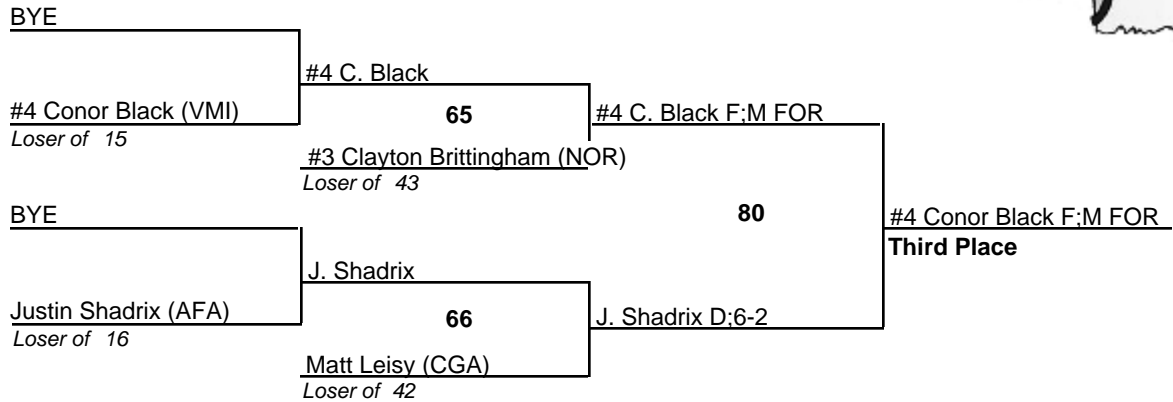 BYE
#4 C. Black
#4 Conor Black (VMI)
65
#4 C. Black F;M FOR
Loser of 15
#3 Clayton Brittingham (NOR)
Loser of 43
BYE
80
#4 Conor Black F;M FOR
Third Place
J. Shadrix
Justin Shadrix (AFA)
66
J. Shadrix D;6-2
Loser of 16
Matt Leisy (CGA)
Loser of 42